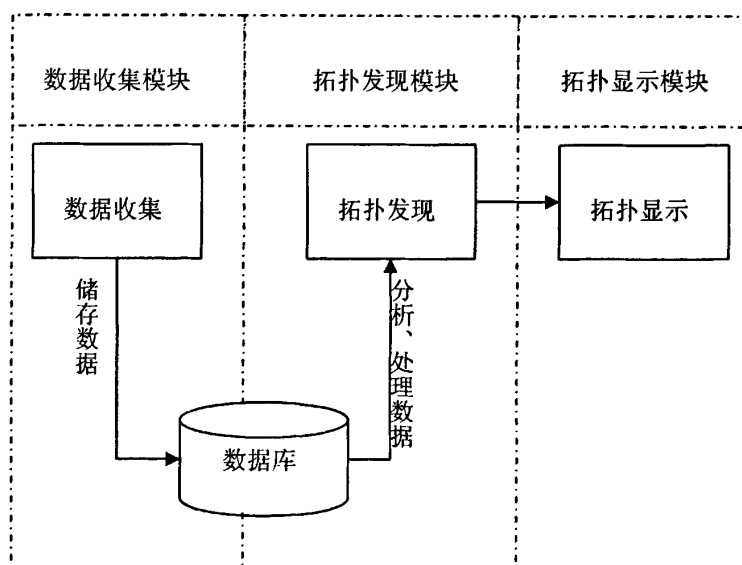 数据收集模块
拓扑发现模块
拓扑显示模块
数据收集
拓扑发现
拓扑显示
储存数据
分析、处理数据
数据库